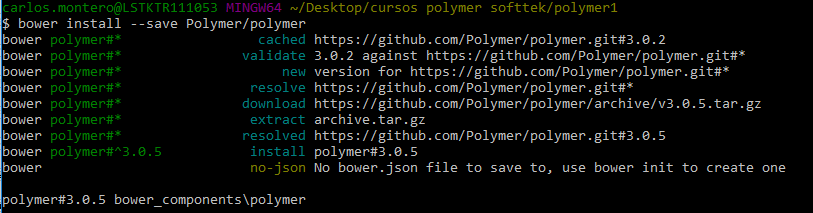 carlos.montero@LSTKTR111053 MINGW64 ~/Desktop/cursos polymer softtek/polymer1
$ bower install --save Polymer/polymer
bower polymer#* cached https://github.com/Polymer/polymer.git#3.0.2
bower polymer#* validate 3.0.2 against https://github.com/Polymer/polymer.git#*
bower polymer#* new version for https://github.com/Polymer/polymer.git#*
bower polymer#* resolve https://github.com/Polymer/polymer.git#*
bower polymer#* download https://github.com/Polymer/polymer/archive/v3.0.5.tar.gz
bower polymer#* extract archive.tar.gz
bower polymer#* resolved https://github.com/Polymer/polymer.git#3.0.5
bower polymer#^3.0.5 install polymer#3.0.5
bower no-json No bower.json file to save to, use bower init to create one
polymer#3.0.5 bower_components\polymer